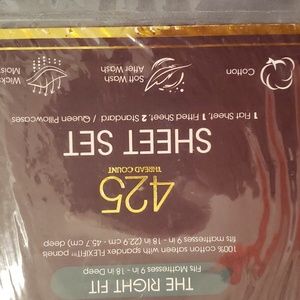 THE RIGHT FIT
Fits Mattresses 9 in - 18 in Deep
100% cotton sateen with spandex FLEXIFIT™ panels
fits mattresses 9 in - 18 in (22.9 cm - 45.7 cm) deep
425
THREAD COUNT
SHEET SET
1 Flat Sheet, 1 Fitted Sheet, 2 Standard / Queen Pillowcases
Wicks
Moist
Soft Wash
After Wash
Cotton